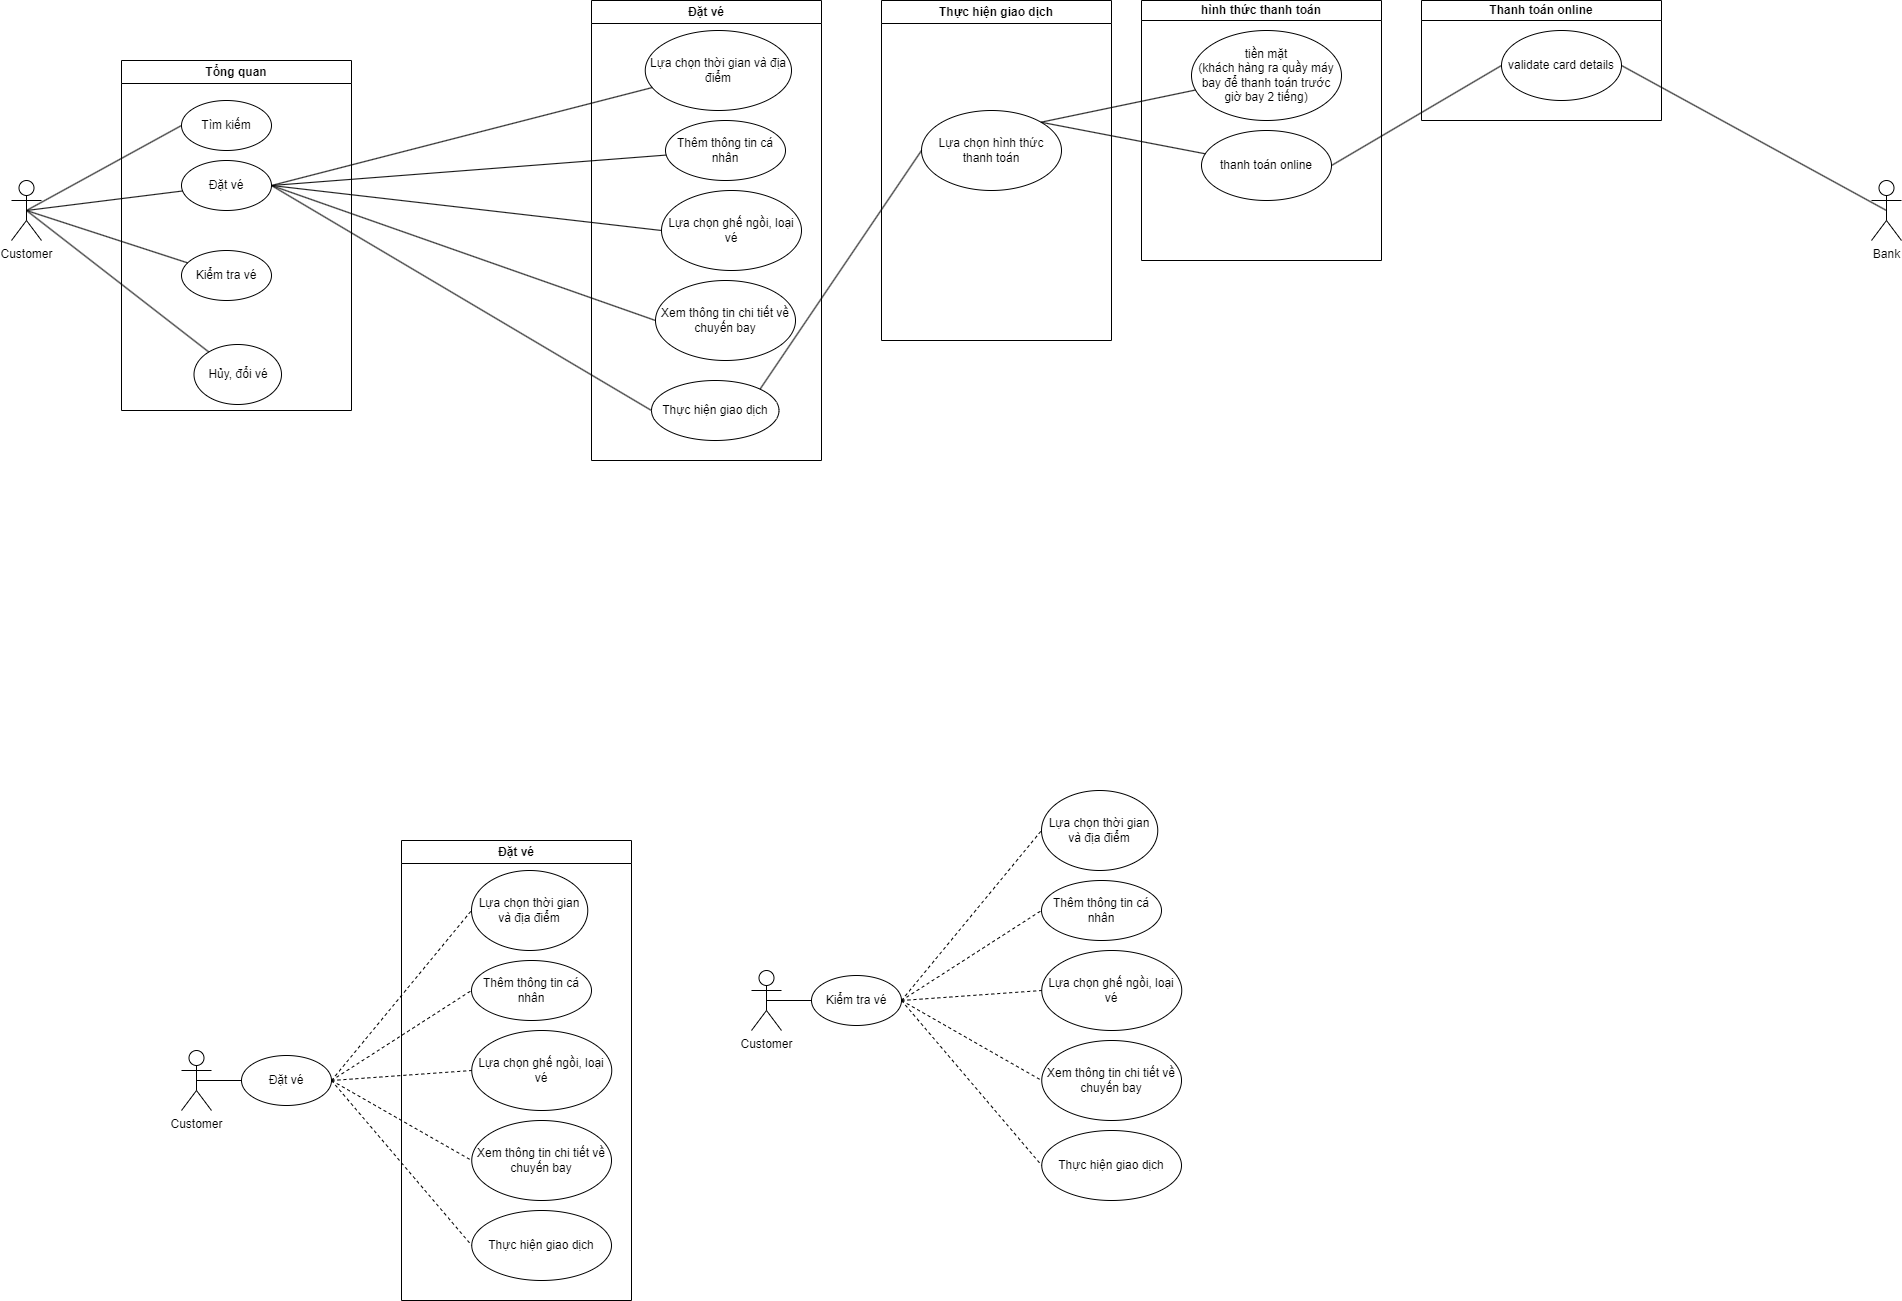 Tổng quan
Tìm kiếm
Đặt vé
Kiểm tra vé
Hủy, đổi vé
Customer
Đặt vé
Lựa chọn thời gian và địa
điểm
Thêm thông tin cá
nhân
Lựa chọn ghế ngồi, loại
vé
Xem thông tin chi tiết về
chuyến bay
Thực hiện giao dịch
Thực hiện giao dịch
Lựa chọn hình thức
thanh toán
hình thức thanh toán
tiền mặt
(khách hàng ra quầy máy
bay để thanh toán trước
giờ bay 2 tiếng)
thanh toán online
Thanh toán online
validate card details
Bank
Đặt vé
Lựa chọn thời gian
và địa điểm
Thêm thông tin cá
nhân
Lựa chọn ghế ngồi, loại
vé
Xem thông tin chi tiết về
chuyến bay
Thực hiện giao dịch
Đặt vé
Customer
Lựa chọn thời gian
và địa điểm
Thêm thông tin cá
nhân
Lựa chọn ghế ngồi, loại
vé
Xem thông tin chi tiết về
chuyến bay
Thực hiện giao dịch
Kiểm tra vé
Customer